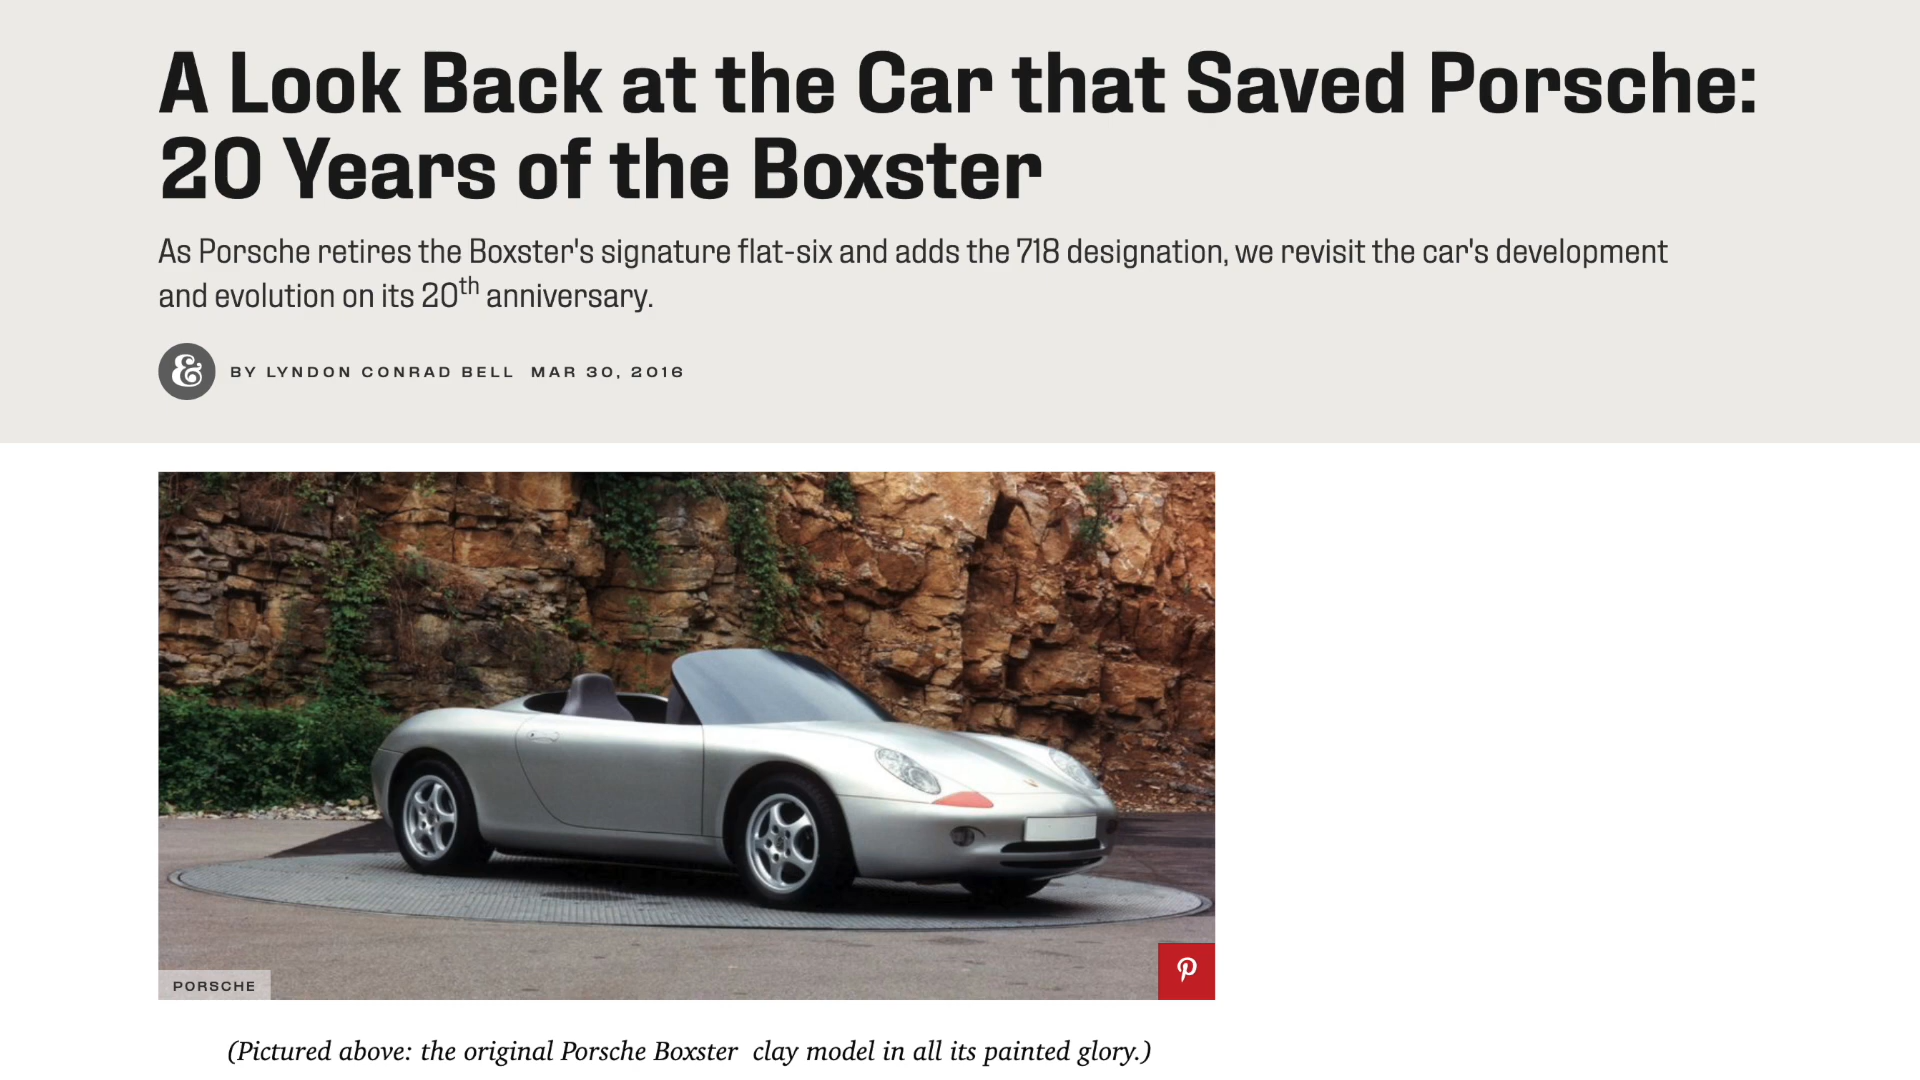 A Look Back at the Car that Saved Porsche:
20 Years of the Boxster
As Porsche retires the Boxster's signature flat-six and adds the 718 designation, we revisit the car's development
and evolution on its 20th anniversary.
&
BY LYNDON CONRAD BELL MAR 30, 2016
PORSCHE
(Pictured above: the original Porsche Boxster clay model in all its painted glory.)